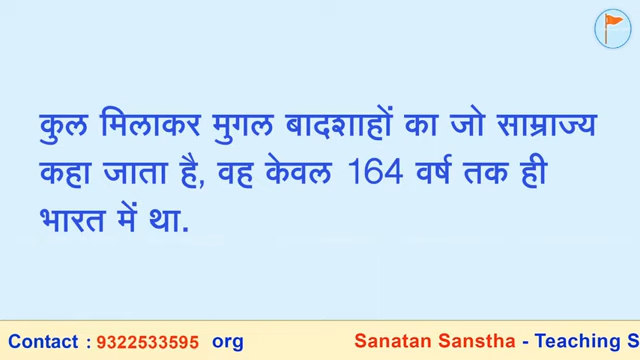 कुल मिलाकर मुगल बादशाहों का जो साम्राज्य
कहा जाता है, वह केवल 164 वर्ष तक ही
भारत में था.
Contact : 9322533595 org Sanatan Sanstha - Teaching S